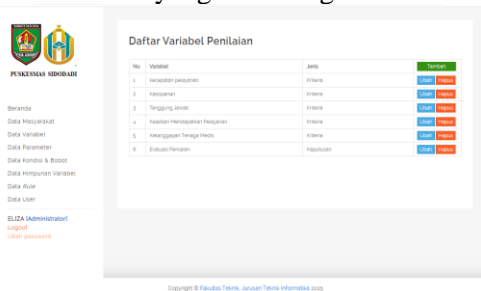 PUSKESMAS SIDODADI
Beranda
Data Masyarakat
Data Variabel
Data Parameter
Data Kondisi & Bobot
Data Himpunan Variabel
Data Rule
Data User
ELIZA [Administrator]
Logout
Ubah password
Daftar Variabel Penilaian
No Variabel Jenis Tambah
1 Kecepatan pelayanan Kriteria Ubah Hapus
2 Kesopanan Kriteria Ubah Hapus
3 Tanggung Jawab Kriteria Ubah Hapus
4 Keadilan Mendapatkan Pelayanan Kriteria Ubah Hapus
5 Ketanggapan Tenaga Medis Kriteria Ubah Hapus
6 Evaluasi Penilaian Keputusan Ubah Hapus
Copyright © Fakultas Teknik, Jurusan Teknik Informatika 2025